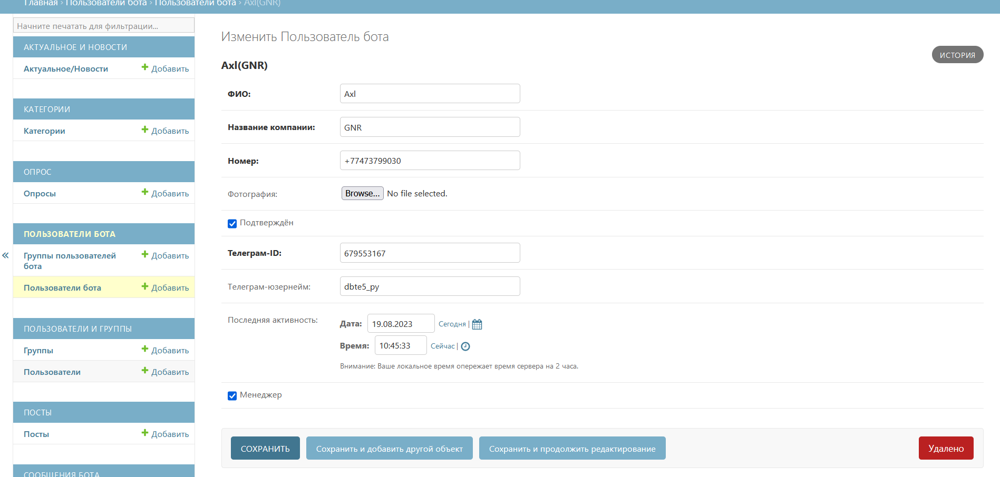 Главная › Пользователи бота › Пользователи бота › Axl(GNR)
Начните печатать для фильтрации...
АКТУАЛЬНОЕ И НОВОСТИ
Актуальное/Новости
Добавить
КАТЕГОРИИ
Категории
Добавить
ОПРОС
Опросы
Добавить
ПОЛЬЗОВАТЕЛИ БОТА
Группы пользователей
бота
Добавить
Пользователи бота
Добавить
ПОЛЬЗОВАТЕЛИ И ГРУППЫ
Группы
Добавить
Пользователи
Добавить
ПОСТЫ
Посты
Добавить
СООБЩЕНИЯ БОТА
«
Изменить Пользователь бота
ИСТОРИЯ
Axl(GNR)
ФИО: Axl
Название компании: GNR
Номер: +77473799030
Фотография: Browse... No file selected.
Подтверждён
Телеграм-ID: 679553167
Телеграм-юзернейм: dbte5_py
Последняя активность: Дата: 19.08.2023 Сегодня |
Время: 10:45:33 Сейчас |
Внимание: Ваше локальное время опережает время сервера на 2 часа.
Менеджер
СОХРАНИТЬ
Сохранить и добавить другой объект
Сохранить и продолжить редактирование
Удалено